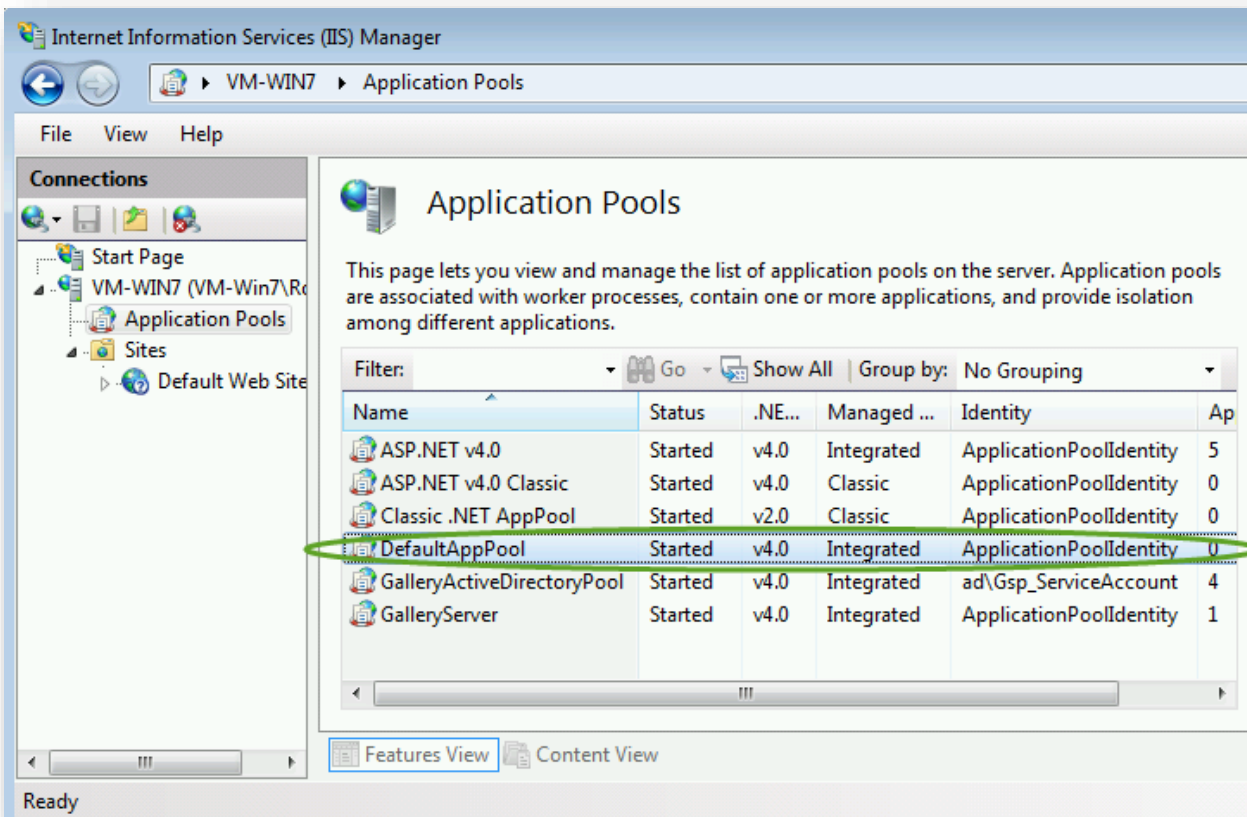 Internet Information Services (IIS) Manager
VM-WIN7 Application Pools
File View Help
Connections
Start Page
VM-WIN7 (VM-Win7\Ro
Application Pools
Sites
Default Web Site
Application Pools
This page lets you view and manage the list of application pools on the server. Application pools
are associated with worker processes, contain one or more applications, and provide isolation
among different applications.
Filter: Go Show All Group by: No Grouping
Name Status .NE... Managed ... Identity Ap
ASP.NET v4.0 Started v4.0 Integrated ApplicationPoolIdentity 5
ASP.NET v4.0 Classic Started v4.0 Classic ApplicationPoolIdentity 0
Classic .NET AppPool Started v2.0 Classic ApplicationPoolIdentity 0
DefaultAppPool Started v4.0 Integrated ApplicationPoolIdentity 0
GalleryActiveDirectoryPool Started v4.0 Integrated ad\Gsp_ServiceAccount 4
GalleryServer Started v4.0 Integrated ApplicationPoolIdentity 1
Features View Content View
Ready